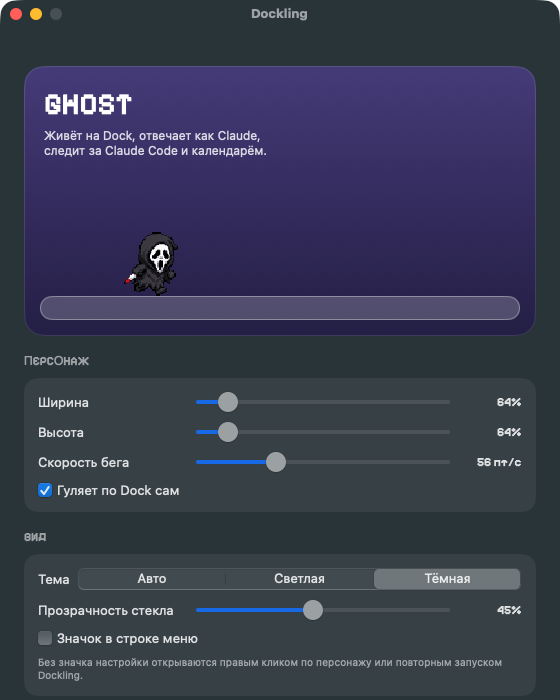 Dockling
GHOST
Живёт на Dock, отвечает как Claude,
следит за Claude Code и календарём.
ПЕРСОНАЖ
Ширина 64%
Высота 64%
Скорость бега 56 пт/с
Гуляет по Dock сам
ВИД
Тема Авто Светлая Тёмная
Прозрачность стекла 45%
Значок в строке меню
Без значка настройки открываются правым кликом по персонажу или повторным запуском
Dockling.